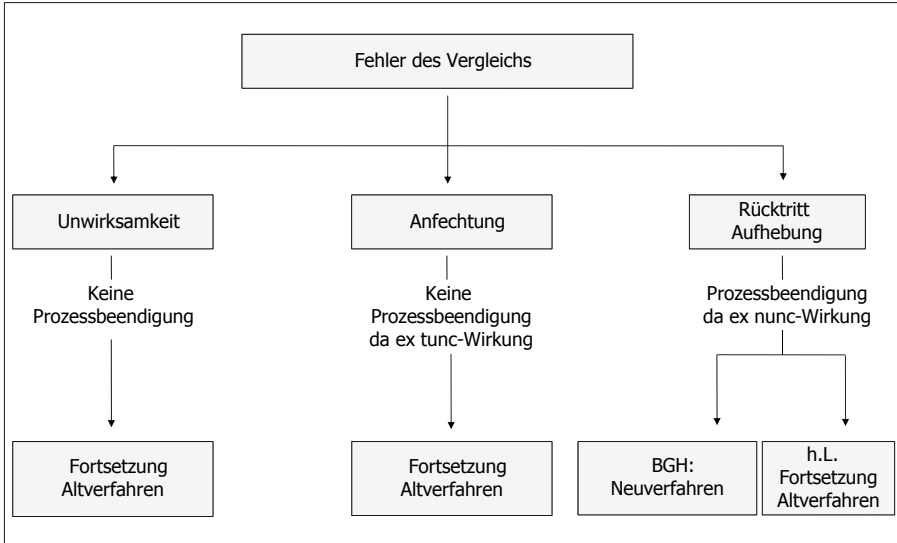 Fehler des Vergleichs
Unwirksamkeit
Anfechtung
Rücktritt
Aufhebung
Keine
Prozessbeendigung
Keine
Prozessbeendigung
da ex tunc-Wirkung
Prozessbeendigung
da ex nunc-Wirkung
Fortsetzung
Altverfahren
Fortsetzung
Altverfahren
BGH:
Neuverfahren
h.L.
Fortsetzung
Altverfahren